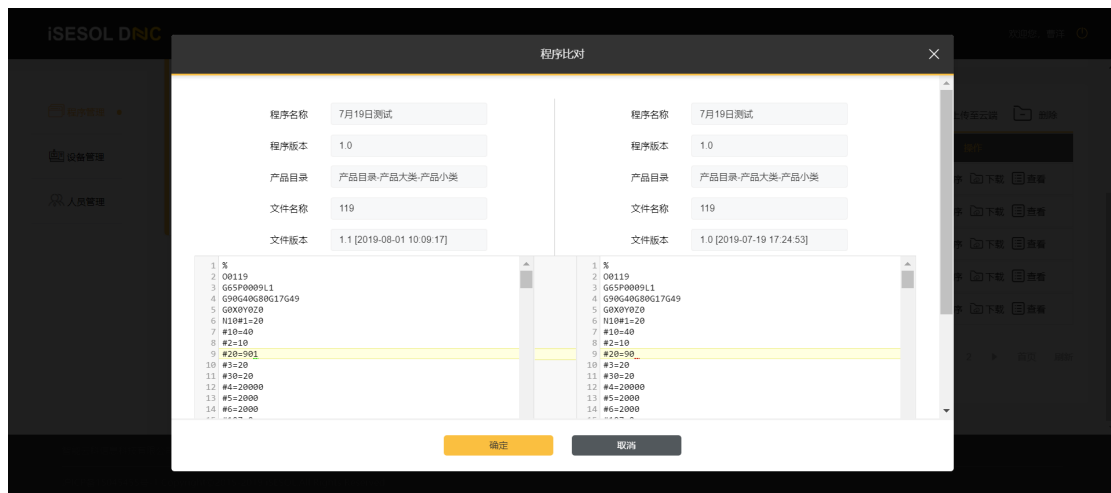 iSESOL DNC
程序比对
程序名称 7月19日测试
程序版本 1.0
产品目录 产品目录-产品大类-产品小类
文件名称 119
文件版本 1.1 [2019-08-01 10:09:17]
程序名称 7月19日测试
程序版本 1.0
产品目录 产品目录-产品大类-产品小类
文件名称 119
文件版本 1.0 [2019-07-19 17:24:53]
1 %
2 O0119
3 G65P0009L1
4 G90G40G80G17G49
5 G0X0Y0Z0
6 N10#1=20
7 #10=40
8 #2=10
9 #20=901
10 #3=20
11 #30=20
12 #4=20000
13 #5=2000
14 #6=2000
1 %
2 O0119
3 G65P0009L1
4 G90G40G80G17G49
5 G0X0Y0Z0
6 N10#1=20
7 #10=40
8 #2=10
9 #20=90
10 #3=20
11 #30=20
12 #4=20000
13 #5=2000
14 #6=2000
确定
取消
设备管理
人员管理
删除
序 下载 查看
序 下载 查看
序 下载 查看
序 下载 查看
序 下载 查看